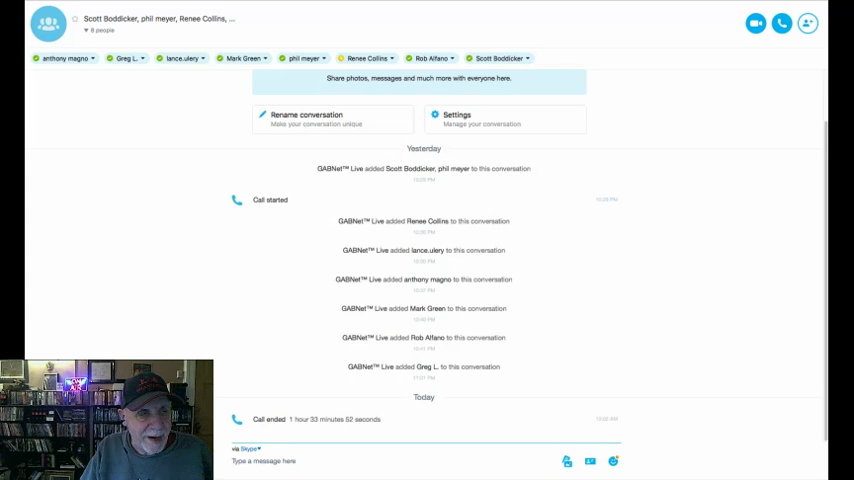 Scott Boddicker, phil meyer, Renee Collins, ...
8 people
anthony magno
Greg L.
lance.ulery
Mark Green
phil meyer
Renee Collins
Rob Alfano
Scott Boddicker
Share photos, messages and much more with everyone here.
Rename conversation
Make your conversation unique
Settings
Manage your conversation
Yesterday
GABNet™ Live added Scott Boddicker, phil meyer to this conversation
Call started
GABNet™ Live added Renee Collins to this conversation
GABNet™ Live added lance.ulery to this conversation
GABNet™ Live added anthony magno to this conversation
GABNet™ Live added Mark Green to this conversation
GABNet™ Live added Rob Alfano to this conversation
GABNet™ Live added Greg L. to this conversation
Today
Call ended 1 hour 33 minutes 52 seconds
via Skype
Type a message here
ON AIR